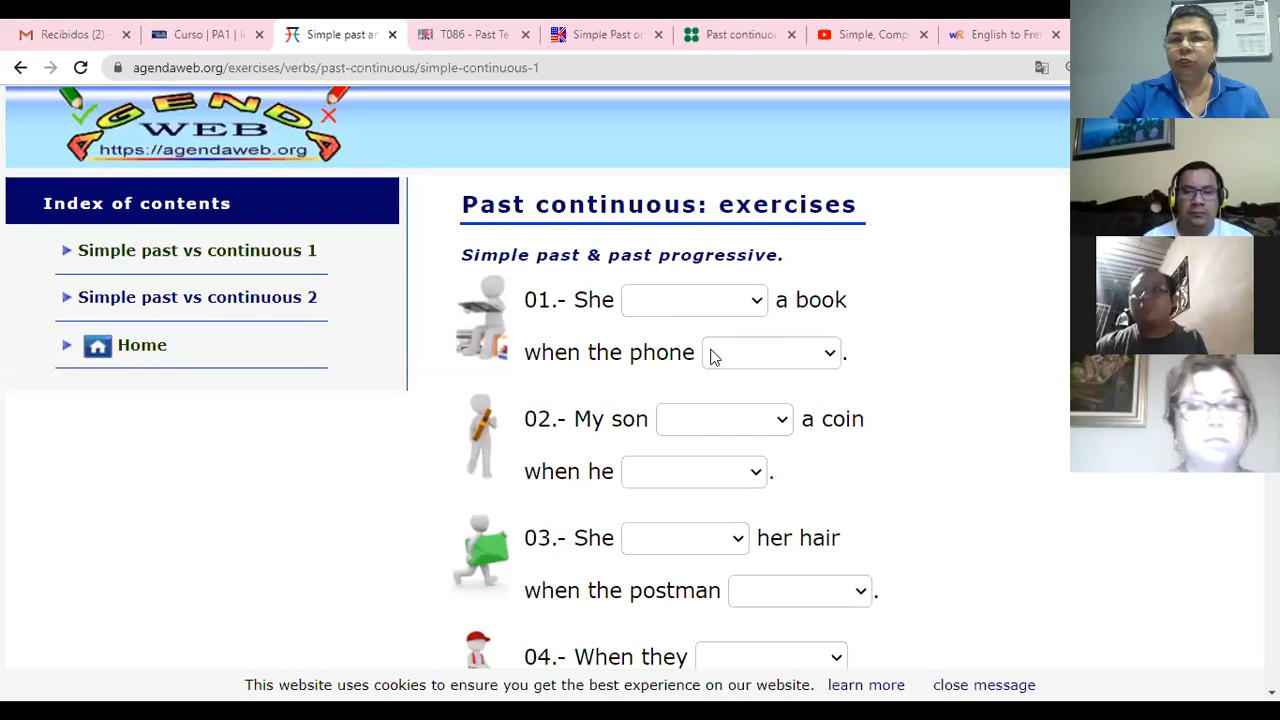 Recibidos (2) -
Curso | PA1 |
Simple past ar
T086 - Past
Simple Past o
Past continuo
Simple, Comp
English to Fre
agendaweb.org/exercises/verbs/past-continuous/simple-continuous-1
AGENDA
WEB
https://agendaweb.org
Index of contents
Simple past vs continuous 1
Simple past vs continuous 2
Home
Past continuous: exercises
Simple past & past progressive.
01.- She a book
when the phone .
02.- My son a coin
when he .
03.- She her hair
when the postman .
04.- When they
This website uses cookies to ensure you get the best experience on our website. learn more close message